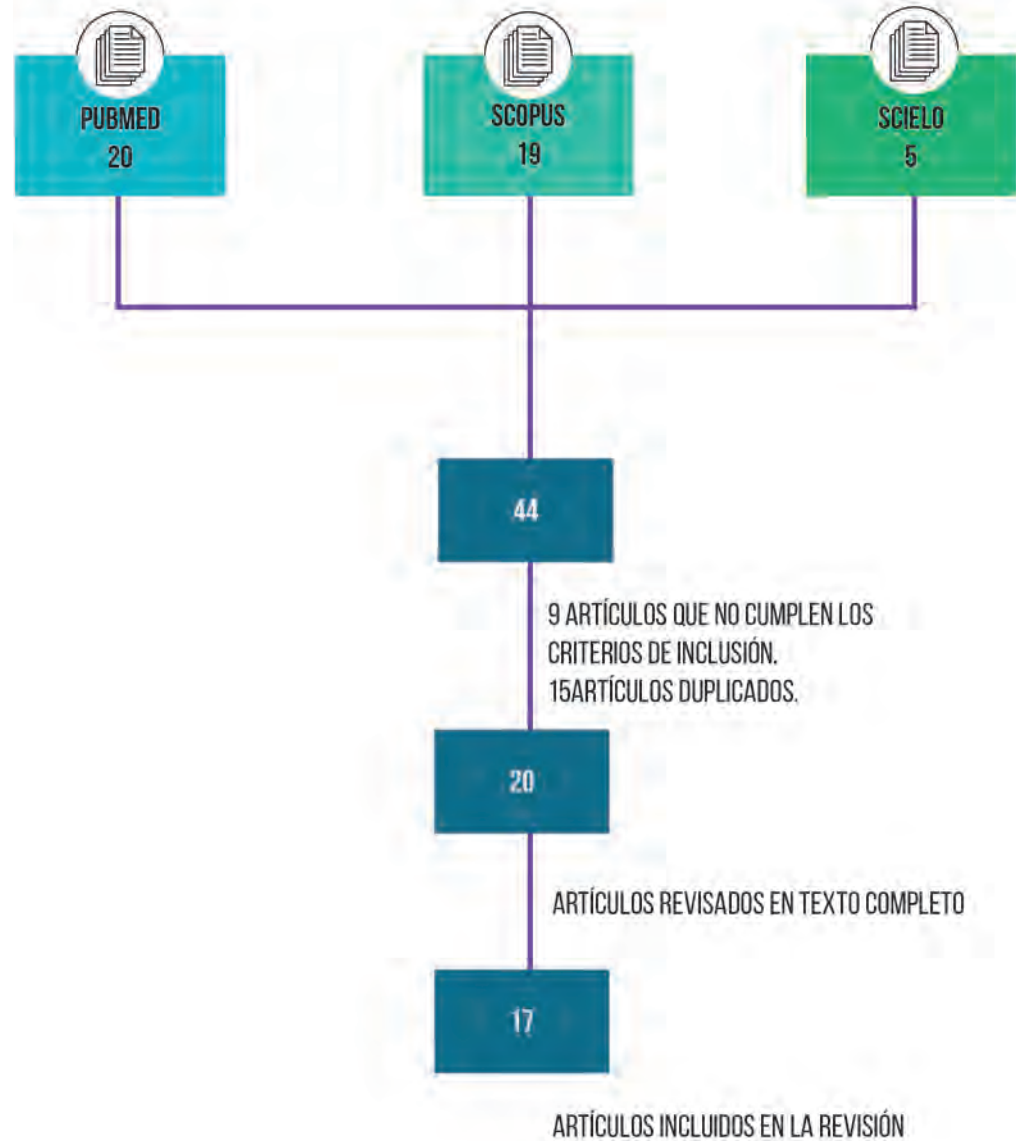 PUBMED
20
SCOPUS
19
SCIELO
5
44
9 ARTÍCULOS QUE NO CUMPLEN LOS
CRITERIOS DE INCLUSIÓN.
15ARTÍCULOS DUPLICADOS.
20
ARTÍCULOS REVISADOS EN TEXTO COMPLETO
17
ARTÍCULOS INCLUIDOS EN LA REVISIÓN